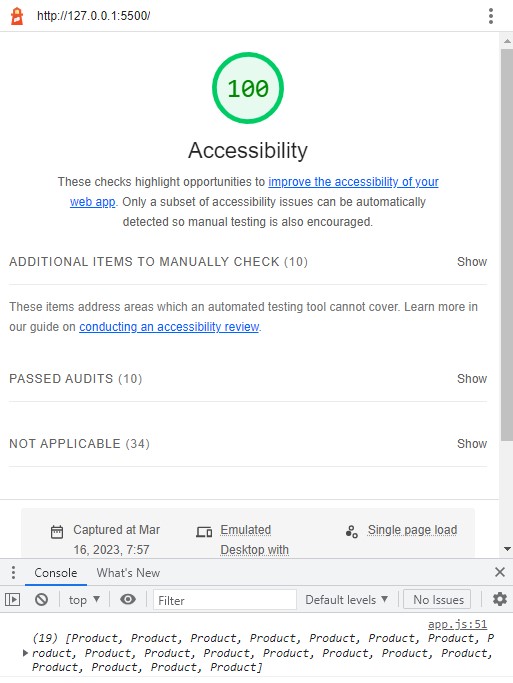 http://127.0.0.1:5500/
100
Accessibility
These checks highlight opportunities to improve the accessibility of your
web app. Only a subset of accessibility issues can be automatically
detected so manual testing is also encouraged.
ADDITIONAL ITEMS TO MANUALLY CHECK (10) Show
These items address areas which an automated testing tool cannot cover. Learn more in
our guide on conducting an accessibility review.
PASSED AUDITS (10) Show
NOT APPLICABLE (34) Show
Captured at Mar
16, 2023, 7:57
Emulated
Desktop with
Single page load
Console What's New
top Filter Default levels No Issues
app.js:51
(19) [Product, Product, Product, Product, Product, Product, Product, P
roduct, Product, Product, Product, Product, Product, Product, Product,
Product, Product, Product, Product]